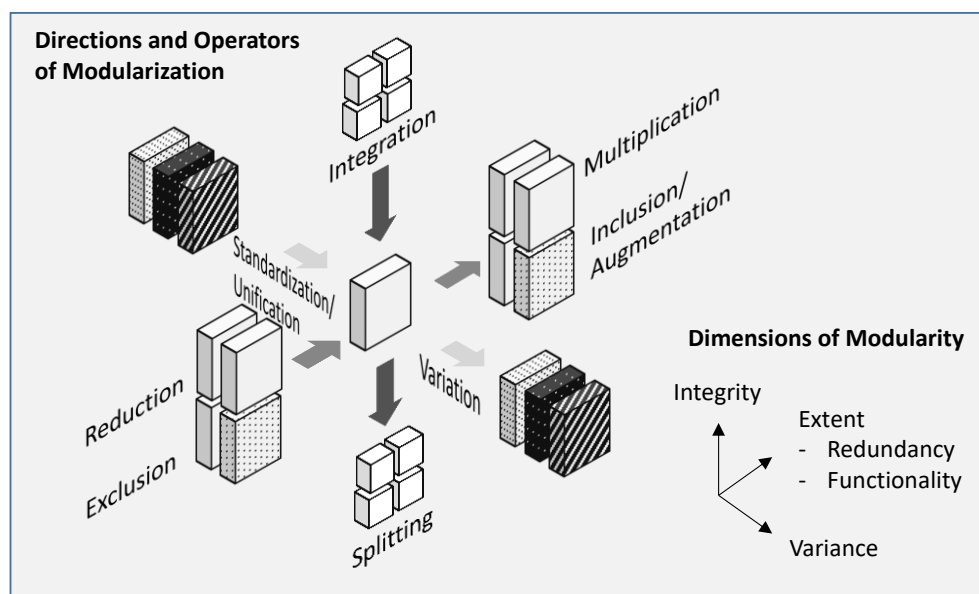 Directions and Operators
of Modularization
Integration
Multiplication
Inclusion/
Augmentation
Standardization/
Unification
Reduction
Exclusion
Variation
Splitting
Dimensions of Modularity
Integrity
Extent
- Redundancy
- Functionality
Variance